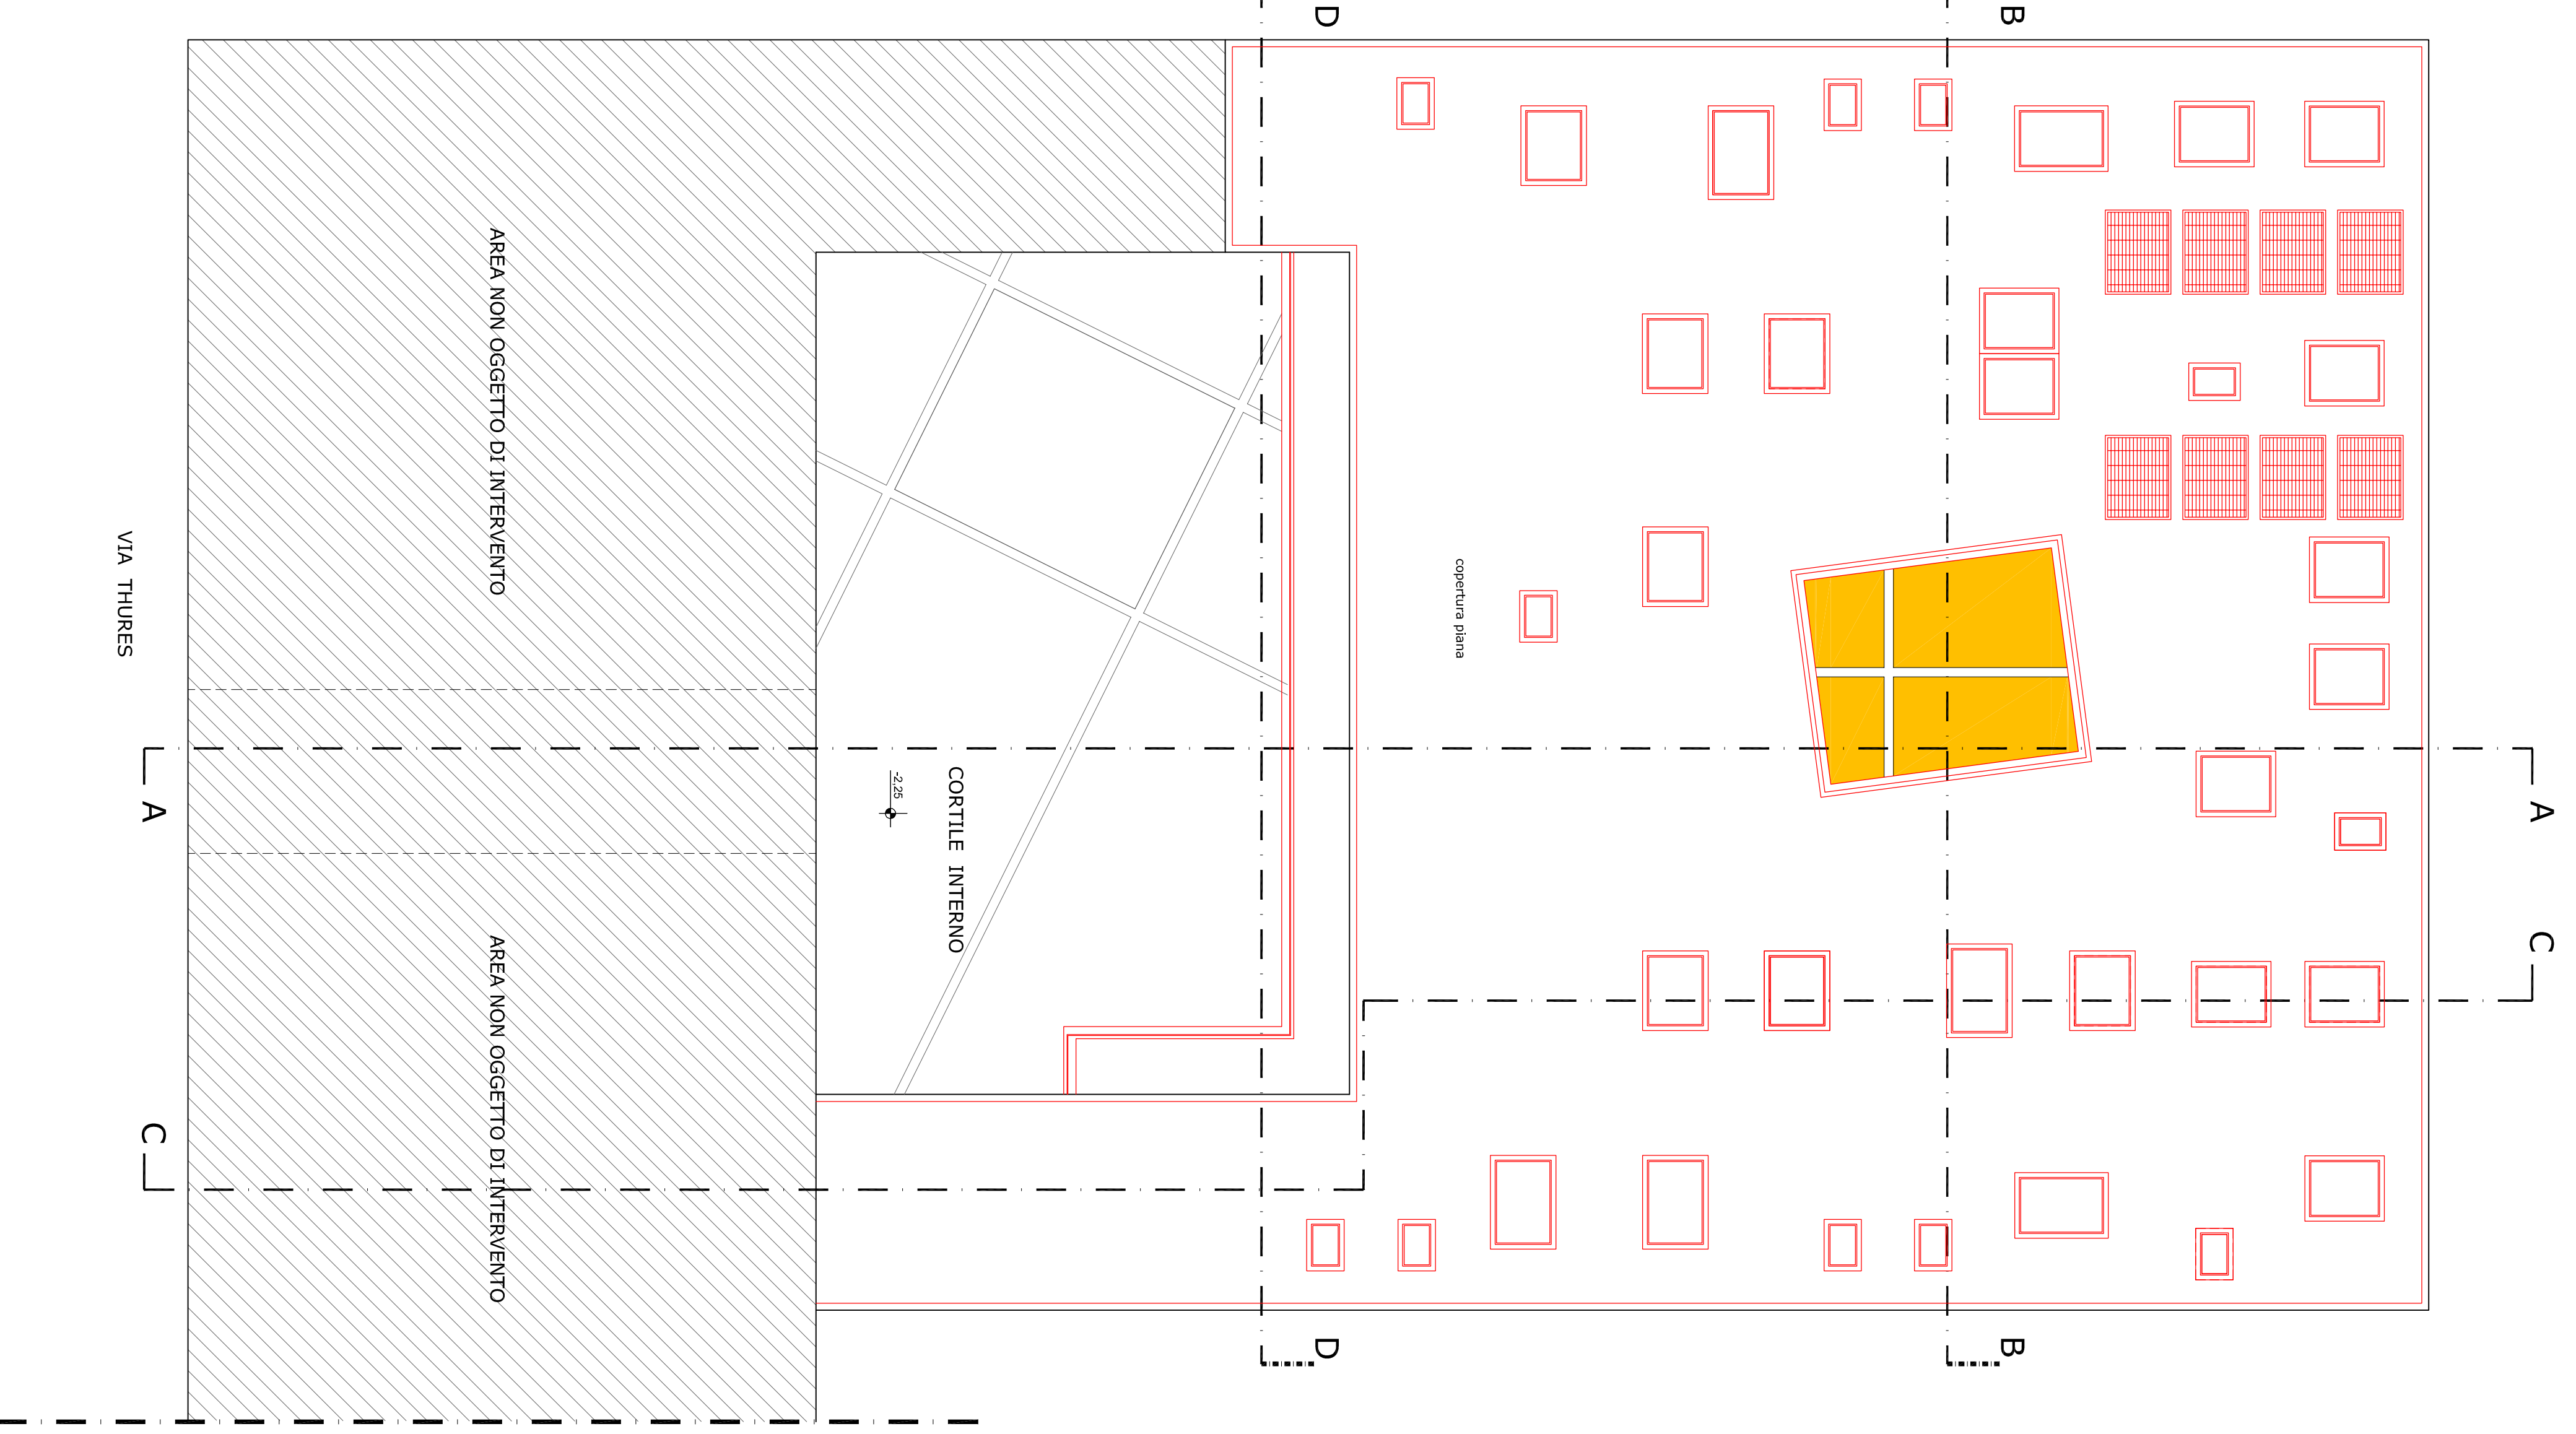 D
B
AREA NON OGGETTO DI INTERVENTO
VIA THURES
copertura piana
-2,25
CORTILE INTERNO
A
A
C
C
AREA NON OGGETTO DI INTERVENTO
D
B